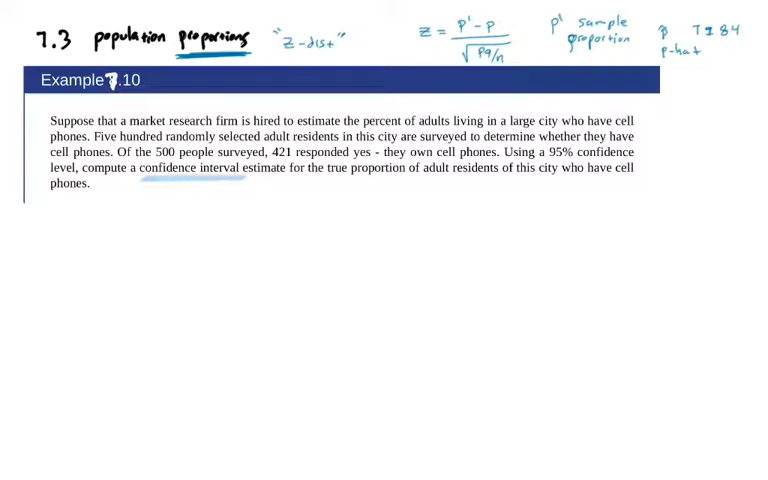 7.3 population proportions "Z-dist" z = p' - p / √pq/n p' sample proportion p̂ TI 84 p-hat
Example 7.10
Suppose that a market research firm is hired to estimate the percent of adults living in a large city who have cell
phones. Five hundred randomly selected adult residents in this city are surveyed to determine whether they have
cell phones. Of the 500 people surveyed, 421 responded yes - they own cell phones. Using a 95% confidence
level, compute a confidence interval estimate for the true proportion of adult residents of this city who have cell
phones.